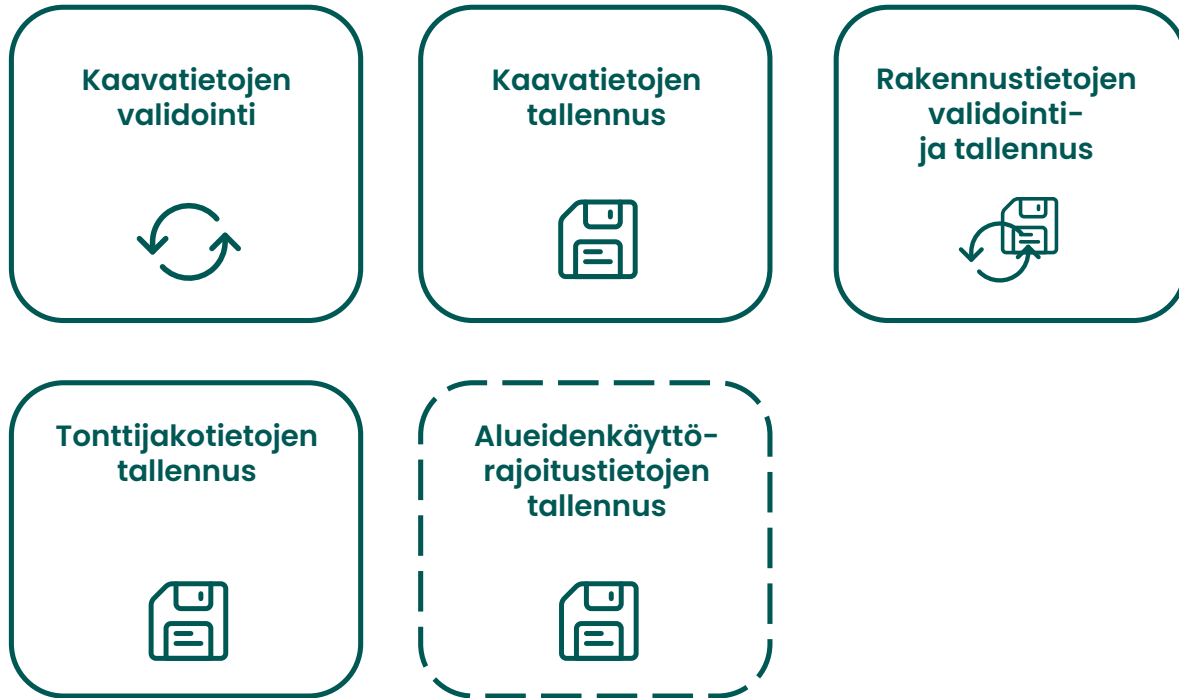 Kaavatietojen
validointi
Kaavatietojen
tallennus
Rakennustietojen
validointi-
ja tallennus
Tonttijakotietojen
tallennus
Alueidenkäyttö-
rajoitustietojen
tallennus